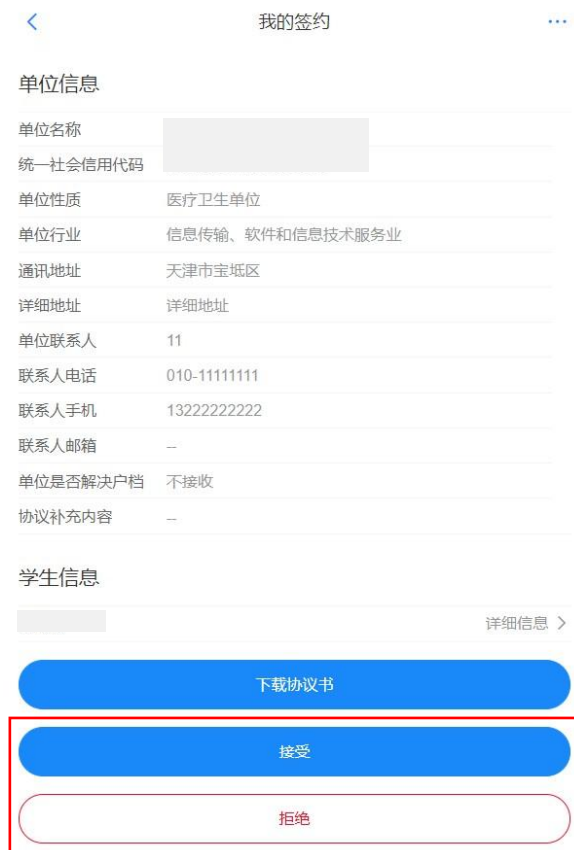 我的签约
单位信息
单位名称
统一社会信用代码
单位性质 医疗卫生单位
单位行业 信息传输、软件和信息技术服务业
通讯地址 天津市宝坻区
详细地址 详细地址
单位联系人 11
联系人电话 010-11111111
联系人手机 13222222222
联系人邮箱 --
单位是否解决户档 不接收
协议补充内容 --
学生信息
详细信息
下载协议书
接受
拒绝